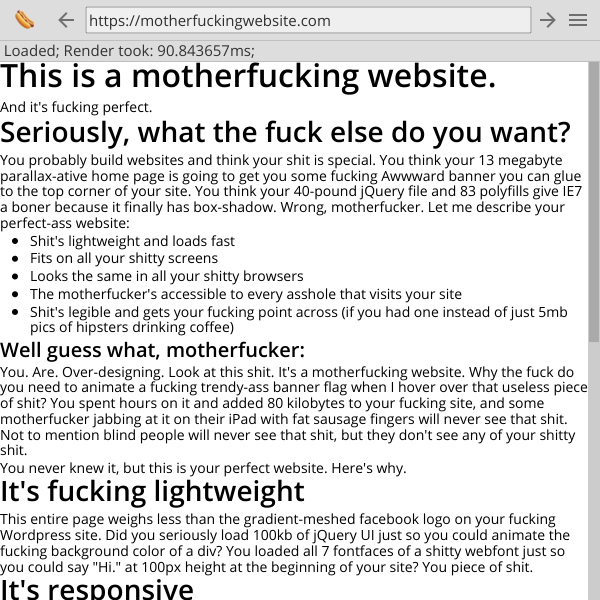 https://motherfuckingwebsite.com
Loaded; Render took: 90.843657ms;
This is a motherfucking website.
And it's fucking perfect.
Seriously, what the fuck else do you want?
You probably build websites and think your shit is special. You think your 13 megabyte
parallax-ative home page is going to get you some fucking Awwward banner you can glue
to the top corner of your site. You think your 40-pound jQuery file and 83 polyfills give IE7
a boner because it finally has box-shadow. Wrong, motherfucker. Let me describe your
perfect-ass website:
• Shit's lightweight and loads fast
• Fits on all your shitty screens
• Looks the same in all your shitty browsers
• The motherfucker's accessible to every asshole that visits your site
• Shit's legible and gets your fucking point across (if you had one instead of just 5mb
pics of hipsters drinking coffee)
Well guess what, motherfucker:
You. Are. Over-designing. Look at this shit. It's a motherfucking website. Why the fuck do
you need to animate a fucking trendy-ass banner flag when I hover over that useless piece
of shit? You spent hours on it and added 80 kilobytes to your fucking site, and some
motherfucker jabbing at it on their iPad with fat sausage fingers will never see that shit.
Not to mention blind people will never see that shit, but they don't see any of your shitty
shit.
You never knew it, but this is your perfect website. Here's why.
It's fucking lightweight
This entire page weighs less than the gradient-meshed facebook logo on your fucking
Wordpress site. Did you seriously load 100kb of jQuery UI just so you could animate the
fucking background color of a div? You loaded all 7 fontfaces of a shitty webfont just so
you could say "Hi." at 100px height at the beginning of your site? You piece of shit.
It's responsive